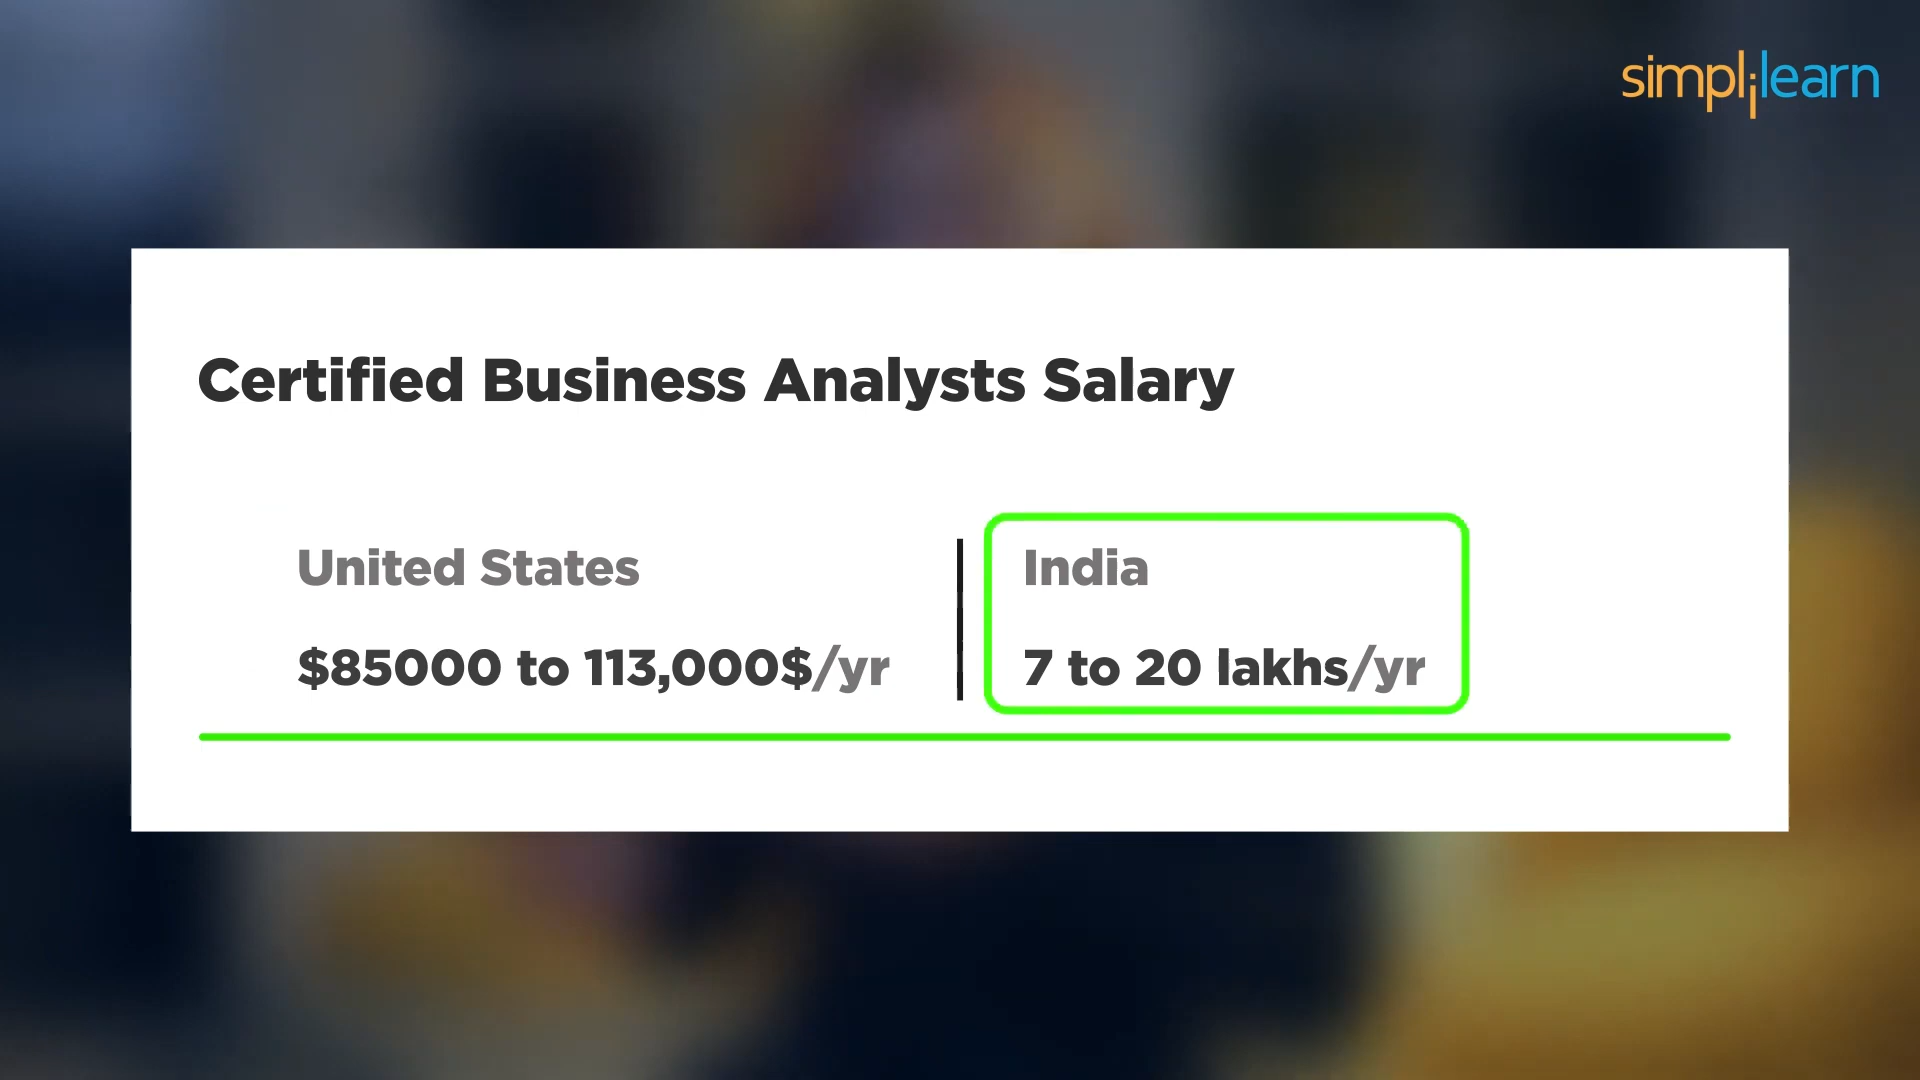 simplilearn
Certified Business Analysts Salary
United States
India
$85000 to 113,000$/yr
7 to 20 lakhs/yr